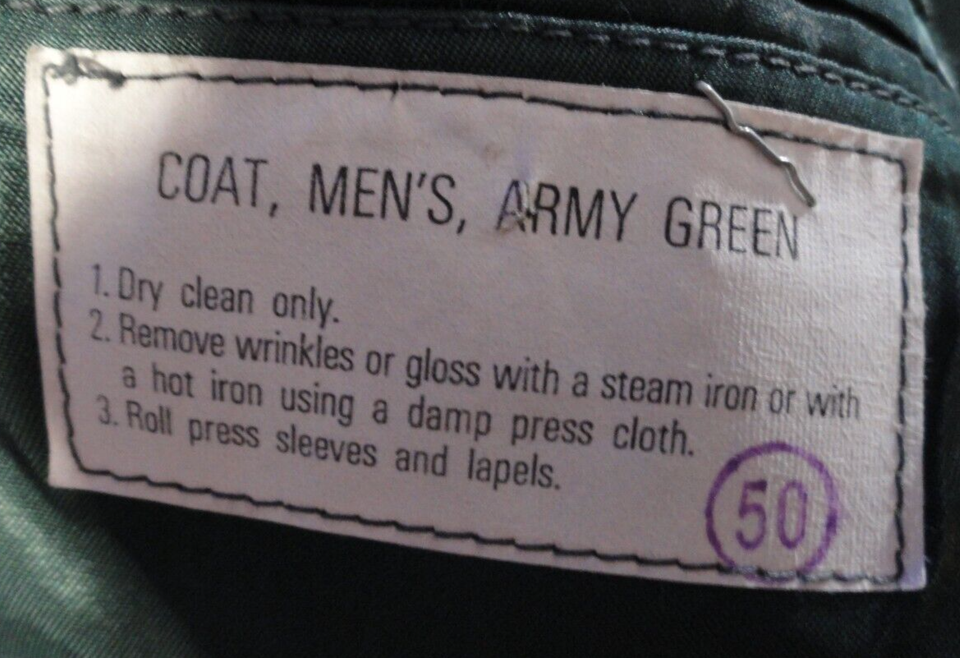 COAT, MEN'S, ARMY GREEN
1. Dry clean only.
2. Remove wrinkles or gloss with a steam iron or with
a hot iron using a damp press cloth.
3. Roll press sleeves and lapels.
50